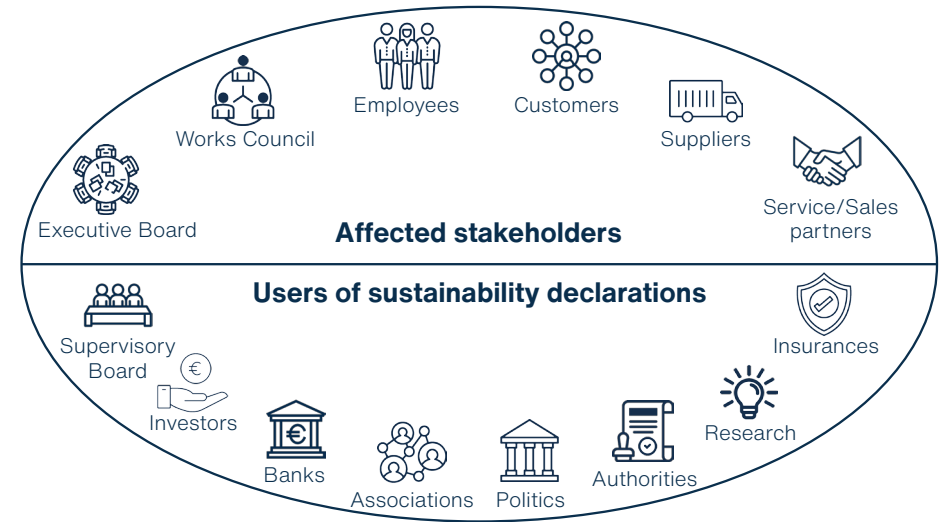 Employees
Customers
Works Council
Suppliers
Executive Board
Service/Sales
partners
Affected stakeholders
Users of sustainability declarations
Supervisory
Board
Insurances
€
Investors
Research
€
Banks
Authorities
Associations
Politics